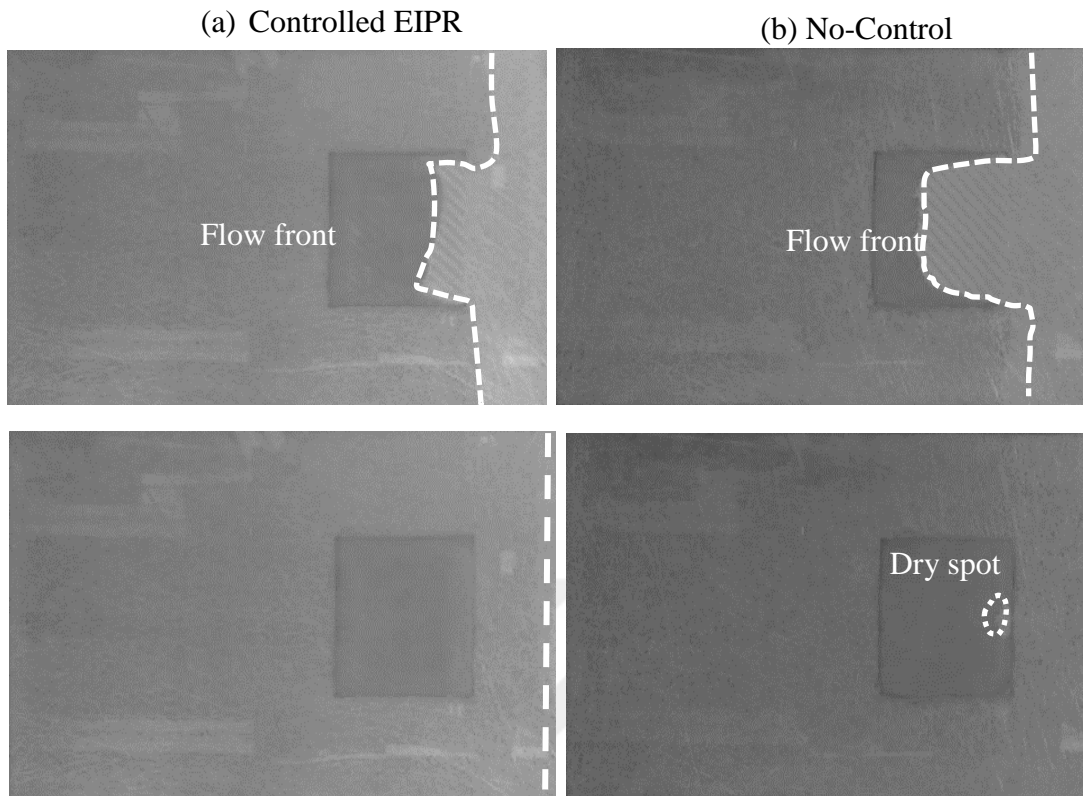 (a) Controlled EIPR
(b) No-Control
Flow front
Flow front
Dry spot